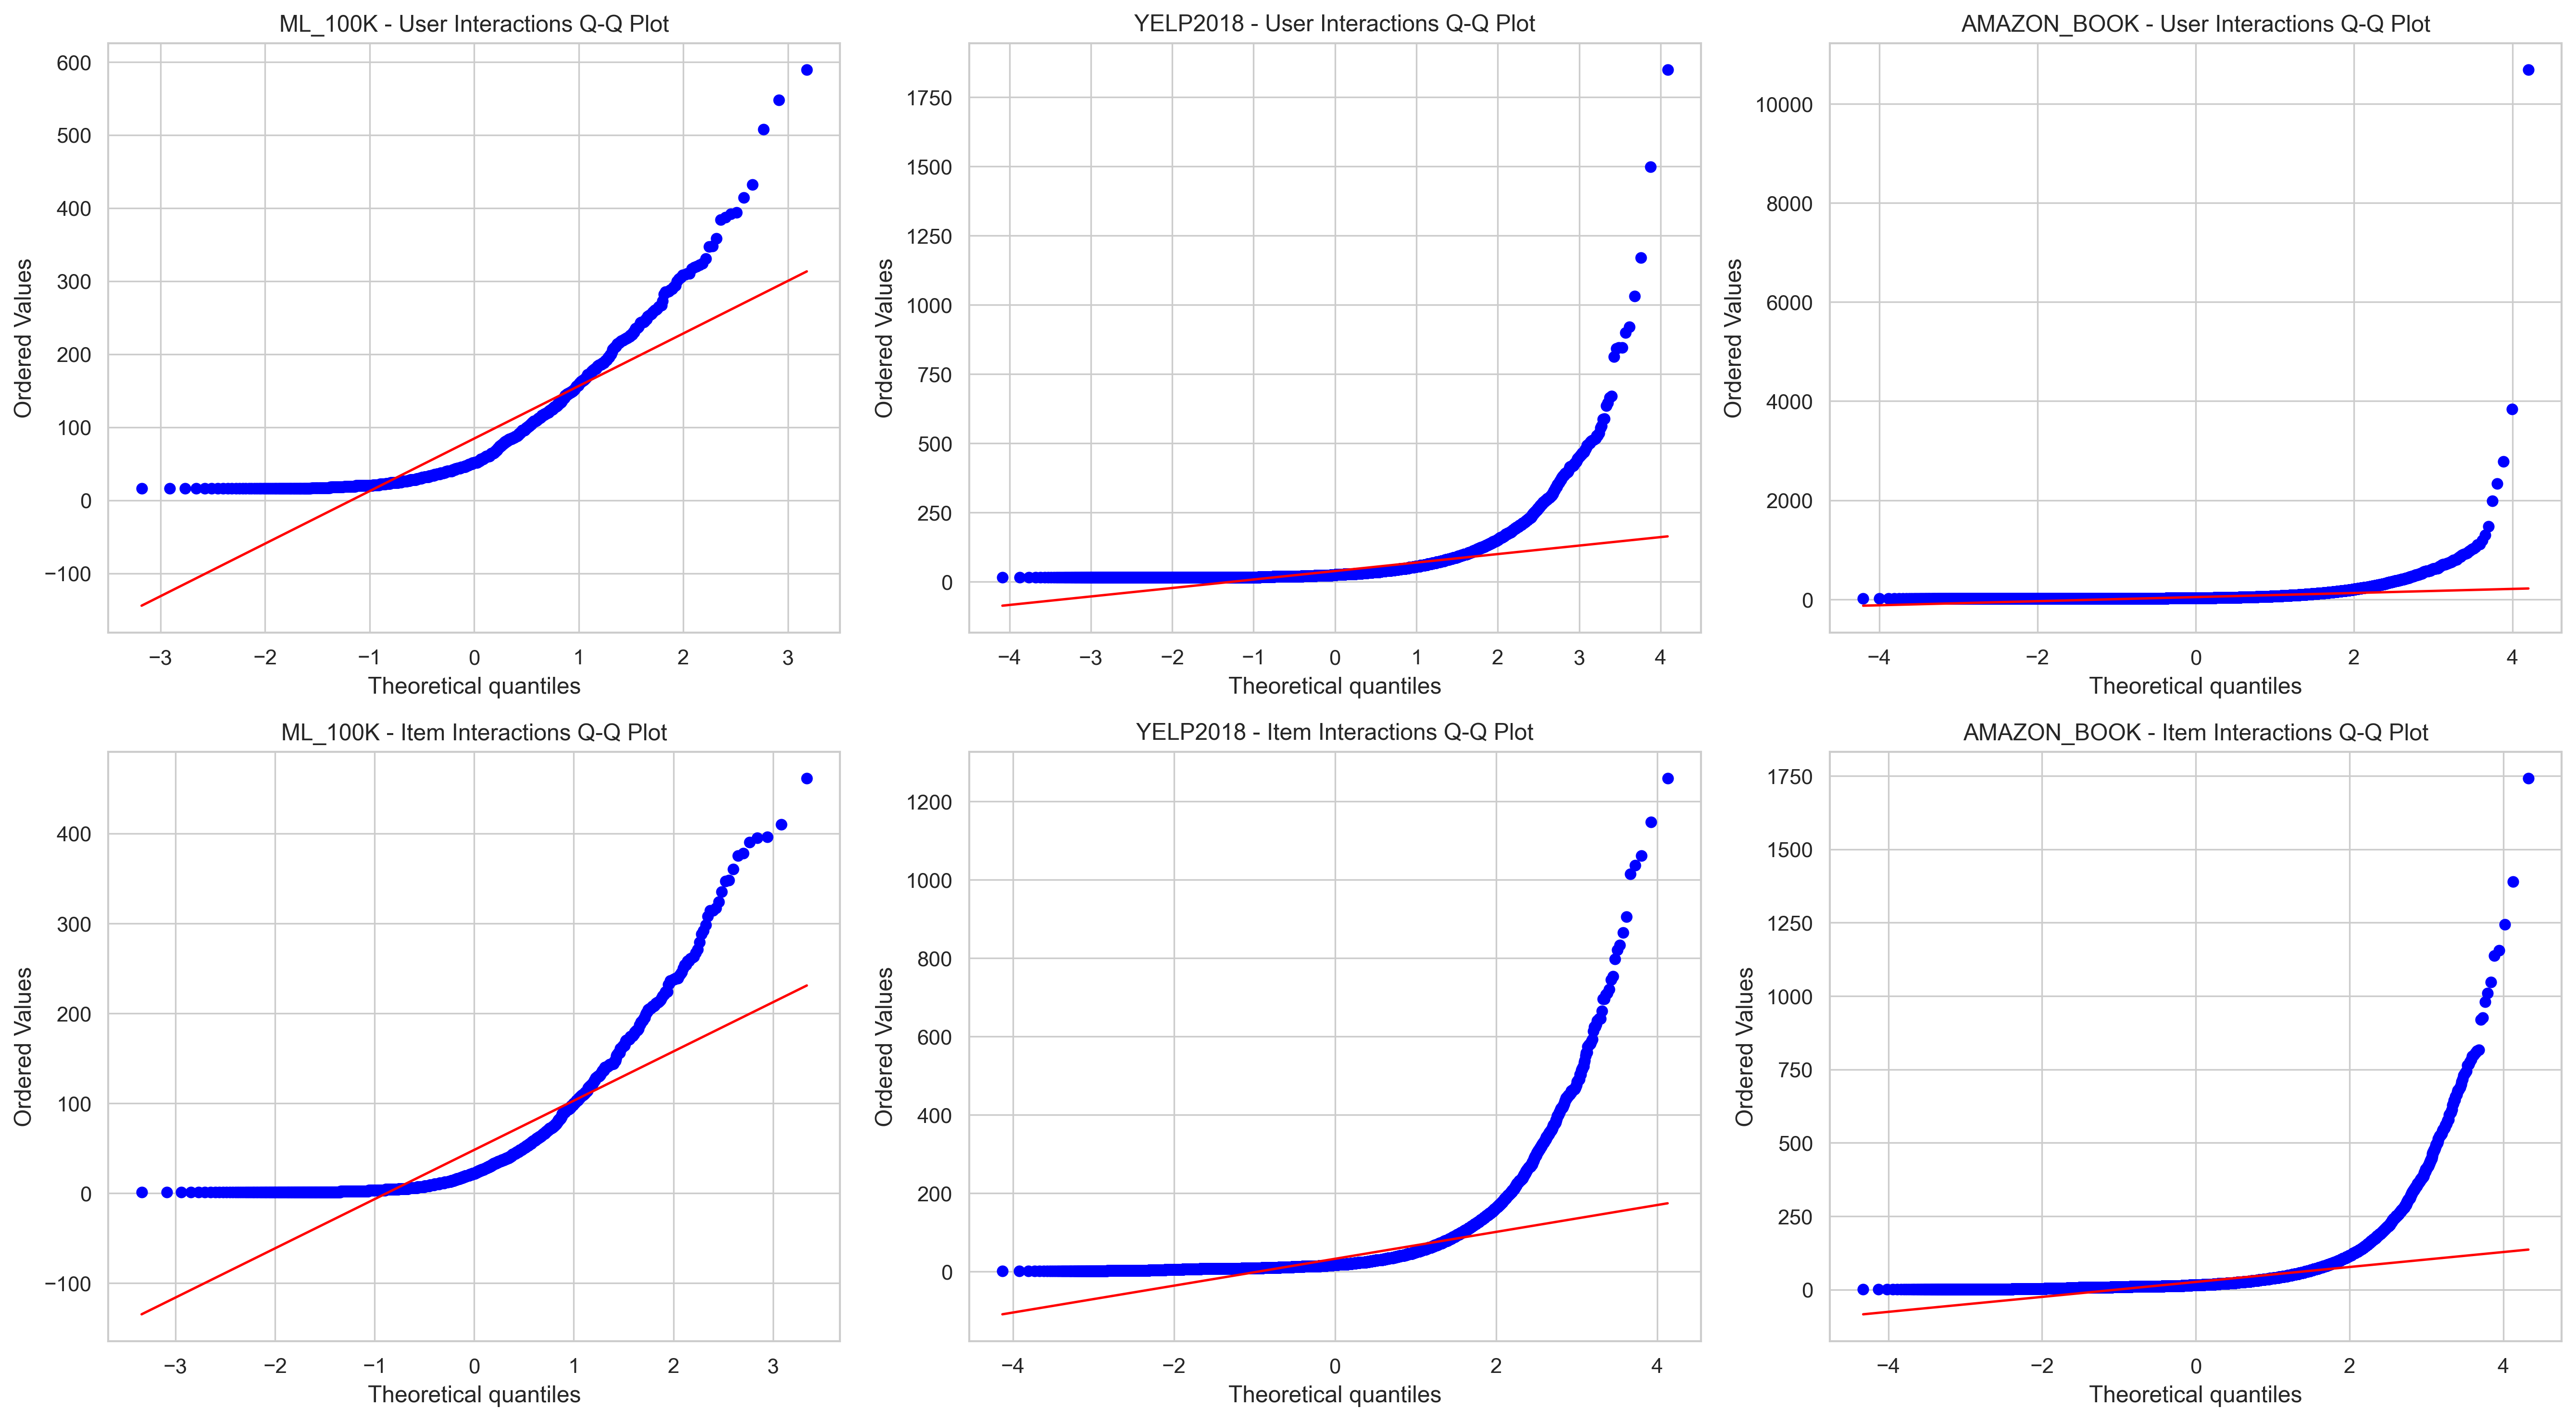 ML_100K - User Interactions Q-Q Plot
600
500
400
300
200
100
0
−100
Ordered Values
−3 −2 −1 0 1 2 3
Theoretical quantiles
YELP2018 - User Interactions Q-Q Plot
1750
1500
1250
1000
750
500
250
0
Ordered Values
−4 −3 −2 −1 0 1 2 3 4
Theoretical quantiles
AMAZON_BOOK - User Interactions Q-Q Plot
10000
8000
6000
4000
2000
0
Ordered Values
−4 −2 0 2 4
Theoretical quantiles
ML_100K - Item Interactions Q-Q Plot
400
300
200
100
0
−100
Ordered Values
−3 −2 −1 0 1 2 3
Theoretical quantiles
YELP2018 - Item Interactions Q-Q Plot
1200
1000
800
600
400
200
0
Ordered Values
−4 −2 0 2 4
Theoretical quantiles
AMAZON_BOOK - Item Interactions Q-Q Plot
1750
1500
1250
1000
750
500
250
0
Ordered Values
−4 −2 0 2 4
Theoretical quantiles